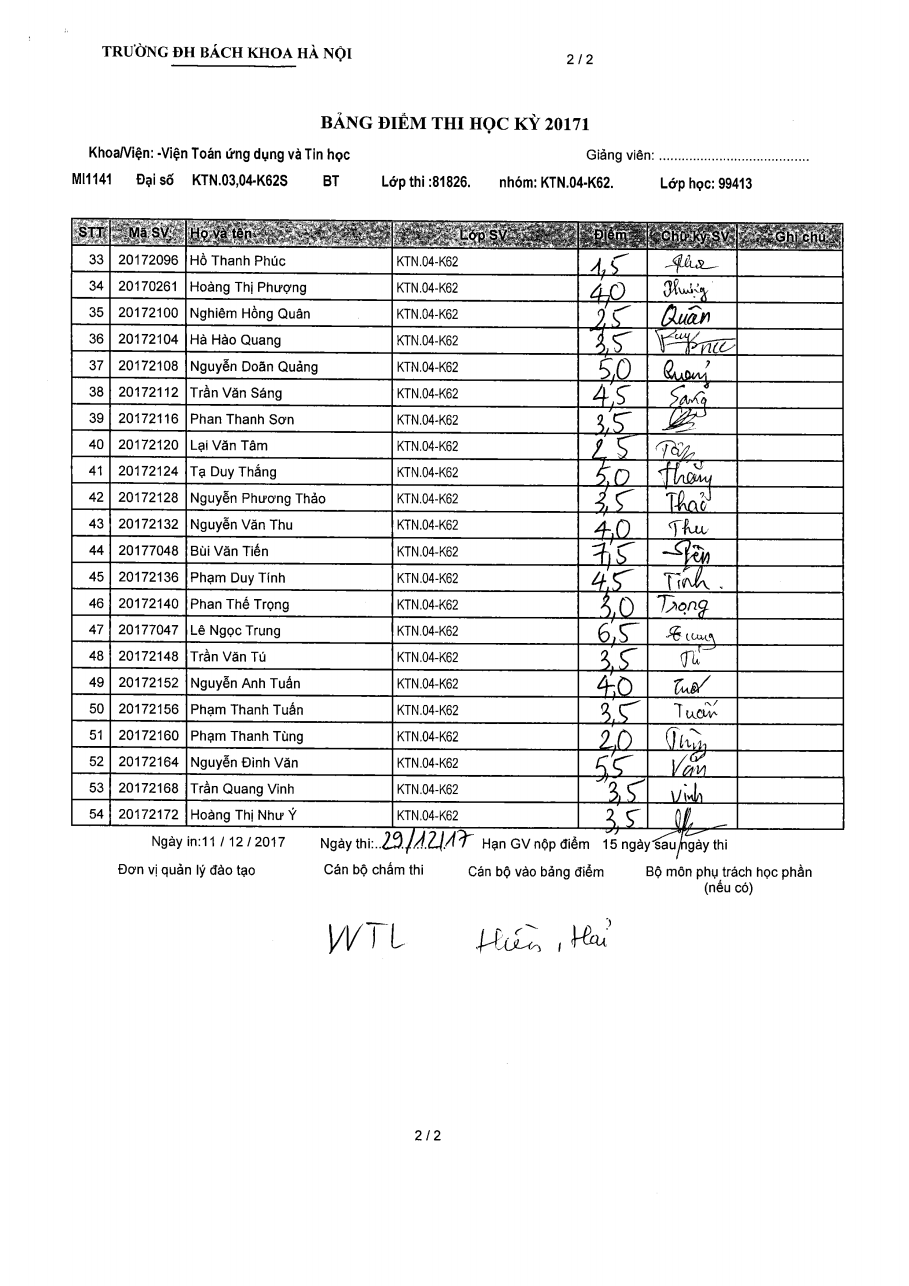 TRƯỜNG ĐH BÁCH KHOA HÀ NỘI
2 / 2
BẢNG ĐIỂM THI HỌC KỲ 20171
Khoa/Viện: -Viện Toán ứng dụng và Tin học Giảng viên: ........................................
MI1141 Đại số KTN.03,04-K62S BT Lớp thi :81826. nhóm: KTN.04-K62. Lớp học: 99413
STT Mã SV Họ và tên Lớp SV Điểm Chữ ký SV Ghi chú
33 20172096 Hồ Thanh Phúc KTN.04-K62 1,5
34 20170261 Hoàng Thị Phượng KTN.04-K62 4,0 Phượng
35 20172100 Nghiêm Hồng Quân KTN.04-K62 2,5 Quân
36 20172104 Hà Hào Quang KTN.04-K62 3,5
37 20172108 Nguyễn Doãn Quảng KTN.04-K62 5,0 Quảng
38 20172112 Trần Văn Sáng KTN.04-K62 4,5 Sáng
39 20172116 Phan Thanh Sơn KTN.04-K62 3,5
40 20172120 Lại Văn Tâm KTN.04-K62 2 5 Tâm
41 20172124 Tạ Duy Thắng KTN.04-K62 5,0 Thắng
42 20172128 Nguyễn Phương Thảo KTN.04-K62 3,5 Thảo
43 20172132 Nguyễn Văn Thu KTN.04-K62 4,0 Thu
44 20177048 Bùi Văn Tiến KTN.04-K62 7,5 Tiến
45 20172136 Phạm Duy Tính KTN.04-K62 4,5 Tính .
46 20172140 Phan Thế Trọng KTN.04-K62 3,0 Trọng
47 20177047 Lê Ngọc Trung KTN.04-K62 6,5 Trung
48 20172148 Trần Văn Tú KTN.04-K62 3,5 Tú
49 20172152 Nguyễn Anh Tuấn KTN.04-K62 4,0
50 20172156 Phạm Thanh Tuấn KTN.04-K62 3,5 Tuấn
51 20172160 Phạm Thanh Tùng KTN.04-K62 2,0
52 20172164 Nguyễn Đình Văn KTN.04-K62 5,5 Văn
53 20172168 Trần Quang Vinh KTN.04-K62 3,5 Vinh
54 20172172 Hoàng Thị Như Ý KTN.04-K62 3,5
Ngày in:11 / 12 / 2017 Ngày thi:..29/12/17 Hạn GV nộp điểm 15 ngày sau ngày thi
Đơn vị quản lý đào tạo Cán bộ chấm thi Cán bộ vào bảng điểm Bộ môn phụ trách học phần
(nếu có)
WTL Hiền, Hải
2 / 2